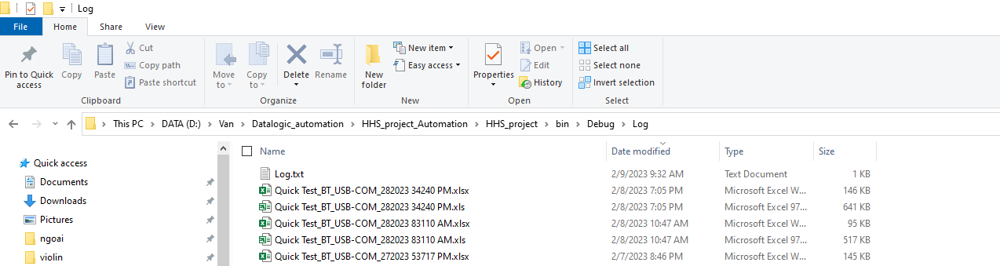 Log
File Home Share View
Pin to Quick access
Copy
Paste
Cut
Copy path
Paste shortcut
Clipboard
Move to
Copy to
Delete
Rename
Organize
New folder
New item
Easy access
New
Properties
Open
Edit
History
Open
Select all
Select none
Invert selection
Select
This PC DATA (D:) Van Datalogic_automation HHS_project_Automation HHS_project bin Debug Log
Quick access
Documents
Downloads
Pictures
ngoai
violin
Name Date modified Type Size
Log.txt 2/9/2023 9:32 AM Text Document 1 KB
Quick Test_BT_USB-COM_282023 34240 PM.xlsx 2/8/2023 7:05 PM Microsoft Excel W... 146 KB
Quick Test_BT_USB-COM_282023 34240 PM.xls 2/8/2023 7:05 PM Microsoft Excel 97... 641 KB
Quick Test_BT_USB-COM_282023 83110 AM.xlsx 2/8/2023 10:47 AM Microsoft Excel W... 95 KB
Quick Test_BT_USB-COM_282023 83110 AM.xls 2/8/2023 10:47 AM Microsoft Excel 97... 517 KB
Quick Test_BT_USB-COM_272023 53717 PM.xlsx 2/7/2023 8:46 PM Microsoft Excel W... 145 KB